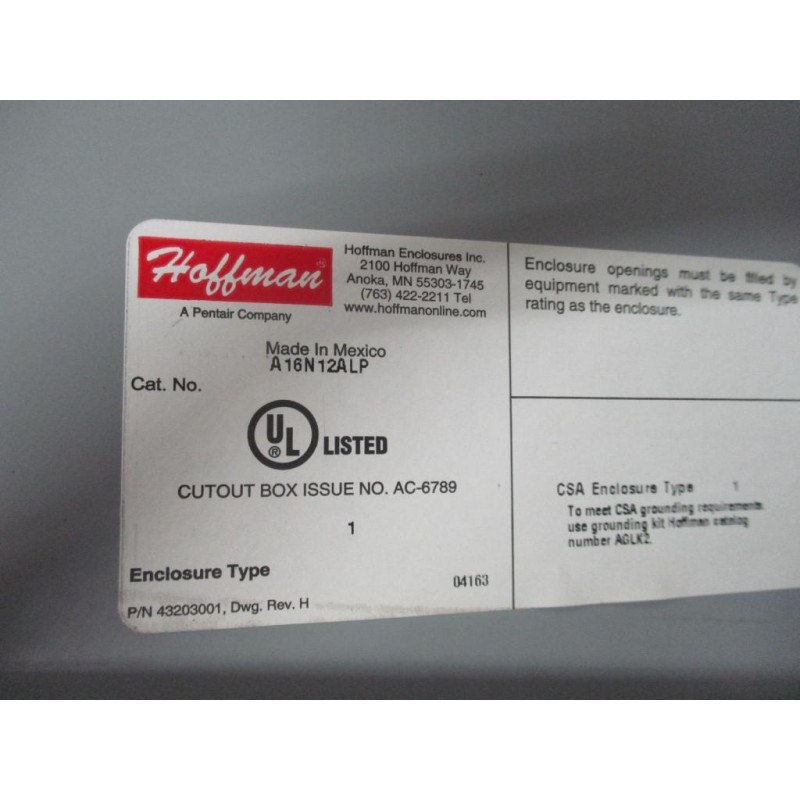 Hoffman®
A Pentair Company
Hoffman Enclosures Inc.
2100 Hoffman Way
Anoka, MN 55303-1745
(763) 422-2211 Tel
www.hoffmanonline.com
Made In Mexico
A16N12ALP
Cat. No.
UL® LISTED
CUTOUT BOX ISSUE NO. AC-6789
1
Enclosure Type
04163
P/N 43203001, Dwg. Rev. H
Enclosure openings must be filled by
equipment marked with the same Type
rating as the enclosure.
CSA Enclosure Type 1
To meet CSA grounding requirements
use grounding kit Hoffman catalog
number AGLK2.